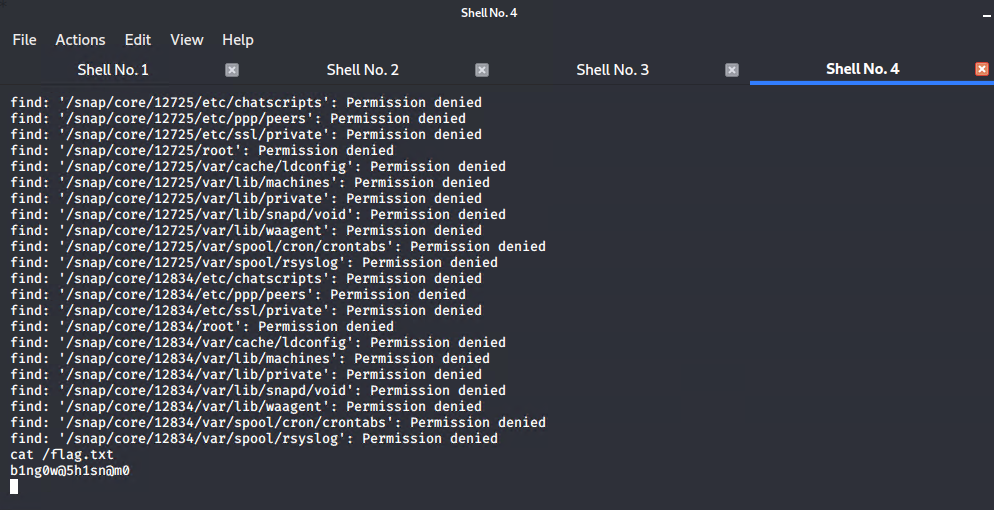 Shell No. 4
File Actions Edit View Help
Shell No. 1 Shell No. 2 Shell No. 3 Shell No. 4
find: '/snap/core/12725/etc/chatscripts': Permission denied
find: '/snap/core/12725/etc/ppp/peers': Permission denied
find: '/snap/core/12725/etc/ssl/private': Permission denied
find: '/snap/core/12725/root': Permission denied
find: '/snap/core/12725/var/cache/ldconfig': Permission denied
find: '/snap/core/12725/var/lib/machines': Permission denied
find: '/snap/core/12725/var/lib/private': Permission denied
find: '/snap/core/12725/var/lib/snapd/void': Permission denied
find: '/snap/core/12725/var/lib/waagent': Permission denied
find: '/snap/core/12725/var/spool/cron/crontabs': Permission denied
find: '/snap/core/12725/var/spool/rsyslog': Permission denied
find: '/snap/core/12834/etc/chatscripts': Permission denied
find: '/snap/core/12834/etc/ppp/peers': Permission denied
find: '/snap/core/12834/etc/ssl/private': Permission denied
find: '/snap/core/12834/root': Permission denied
find: '/snap/core/12834/var/cache/ldconfig': Permission denied
find: '/snap/core/12834/var/lib/machines': Permission denied
find: '/snap/core/12834/var/lib/private': Permission denied
find: '/snap/core/12834/var/lib/snapd/void': Permission denied
find: '/snap/core/12834/var/lib/waagent': Permission denied
find: '/snap/core/12834/var/spool/cron/crontabs': Permission denied
find: '/snap/core/12834/var/spool/rsyslog': Permission denied
cat /flag.txt
b1ng0w@5h1sn@m0